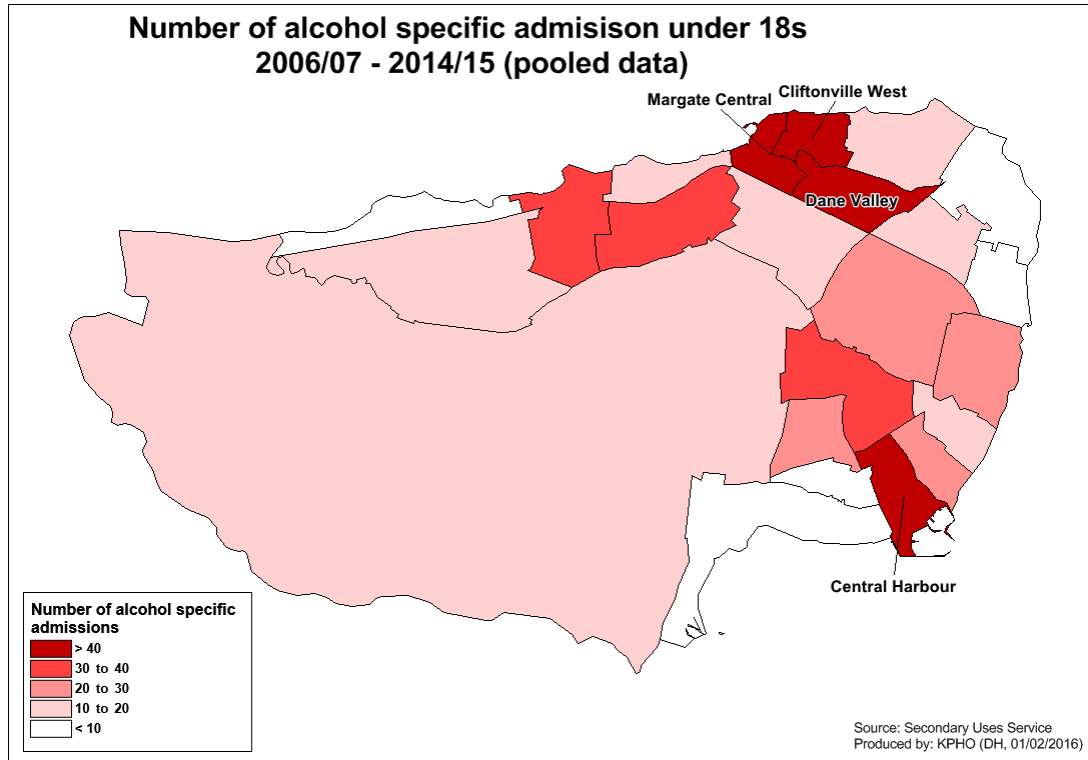 Number of alcohol specific admisison under 18s
2006/07 - 2014/15 (pooled data)
Cliftonville West
Margate Central
Dane Valley
Central Harbour
Number of alcohol specific
admissions
> 40
30 to 40
20 to 30
10 to 20
< 10
Source: Secondary Uses Service
Produced by: KPHO (DH, 01/02/2016)